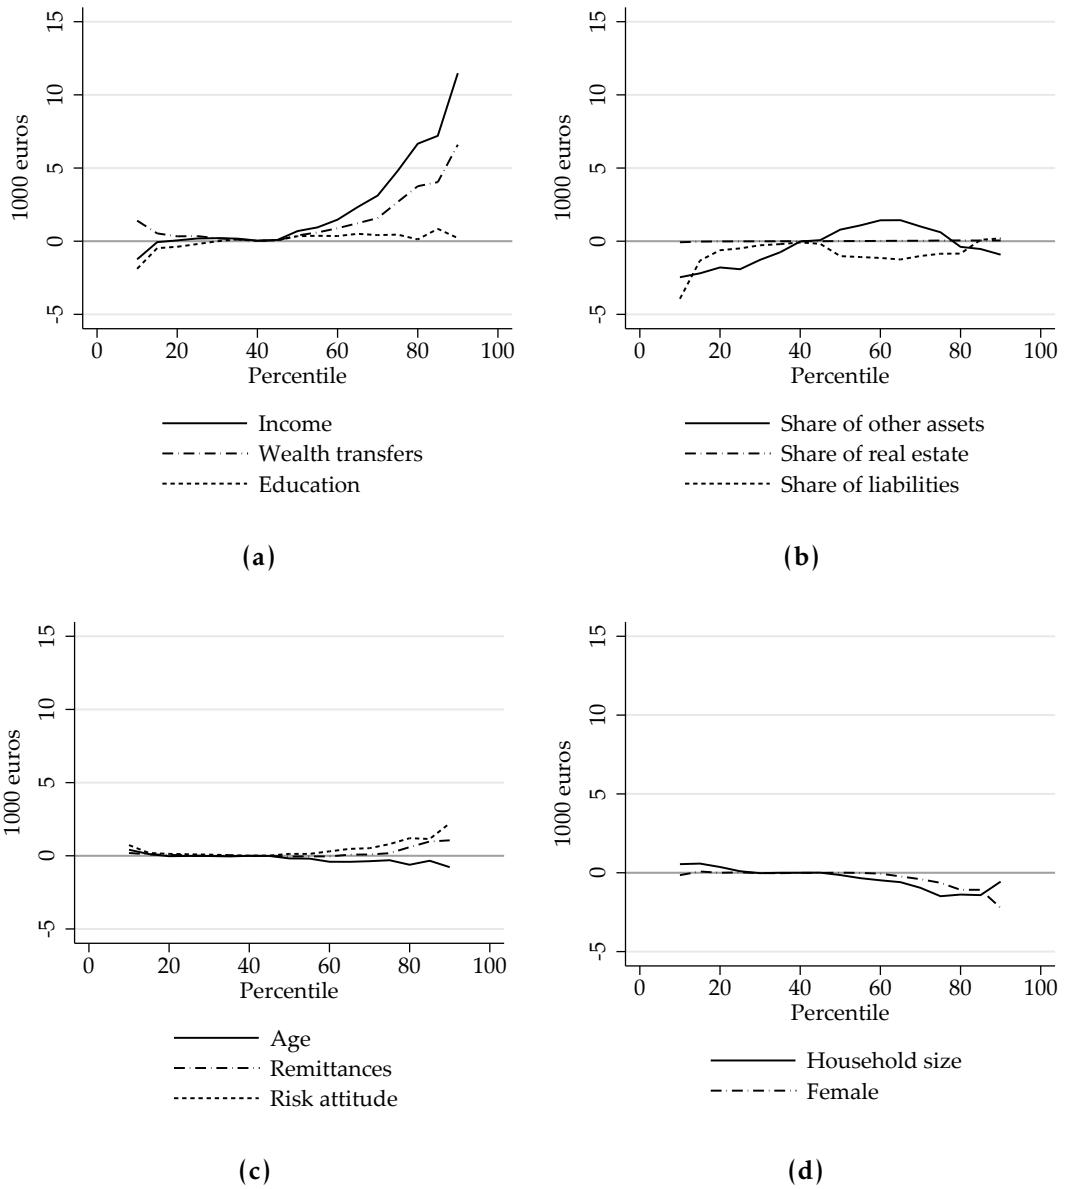 15
10
5
0
-5
1000 euros
0 20 40 60 80 100
Percentile
Income
Wealth transfers
Education
(a)
15
10
5
0
-5
1000 euros
0 20 40 60 80 100
Percentile
Share of other assets
Share of real estate
Share of liabilities
(b)
15
10
5
0
-5
1000 euros
0 20 40 60 80 100
Percentile
Age
Remittances
Risk attitude
(c)
15
10
5
0
-5
1000 euros
0 20 40 60 80 100
Percentile
Household size
Female
(d)